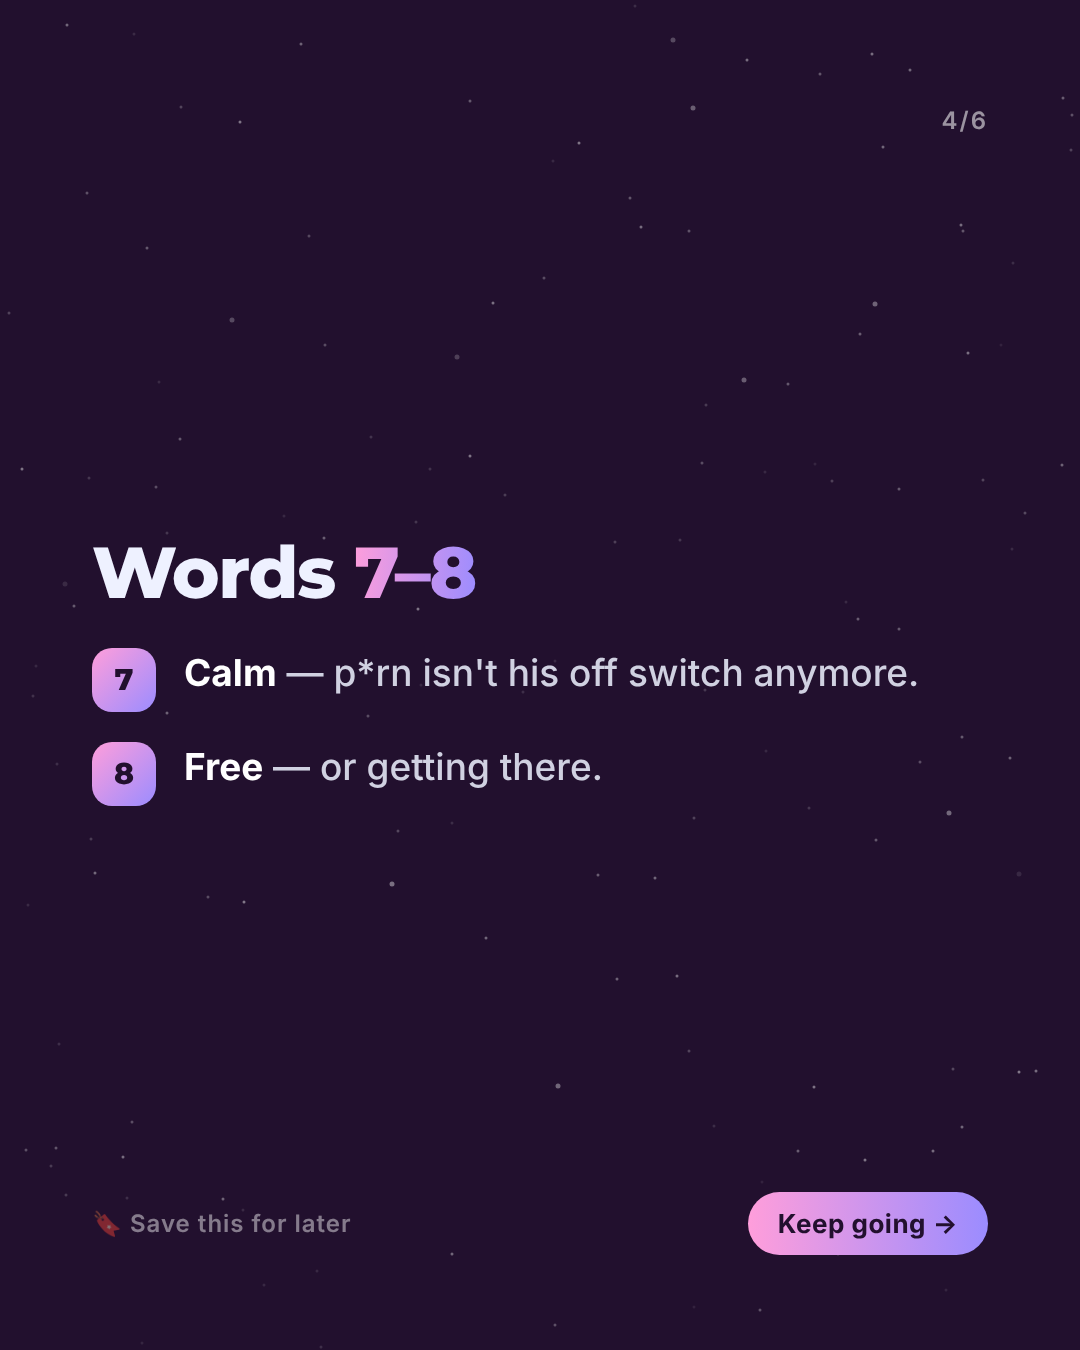 4/6
Words 7–8
7 Calm — p*rn isn't his off switch anymore.
8 Free — or getting there.
🔖 Save this for later
Keep going →